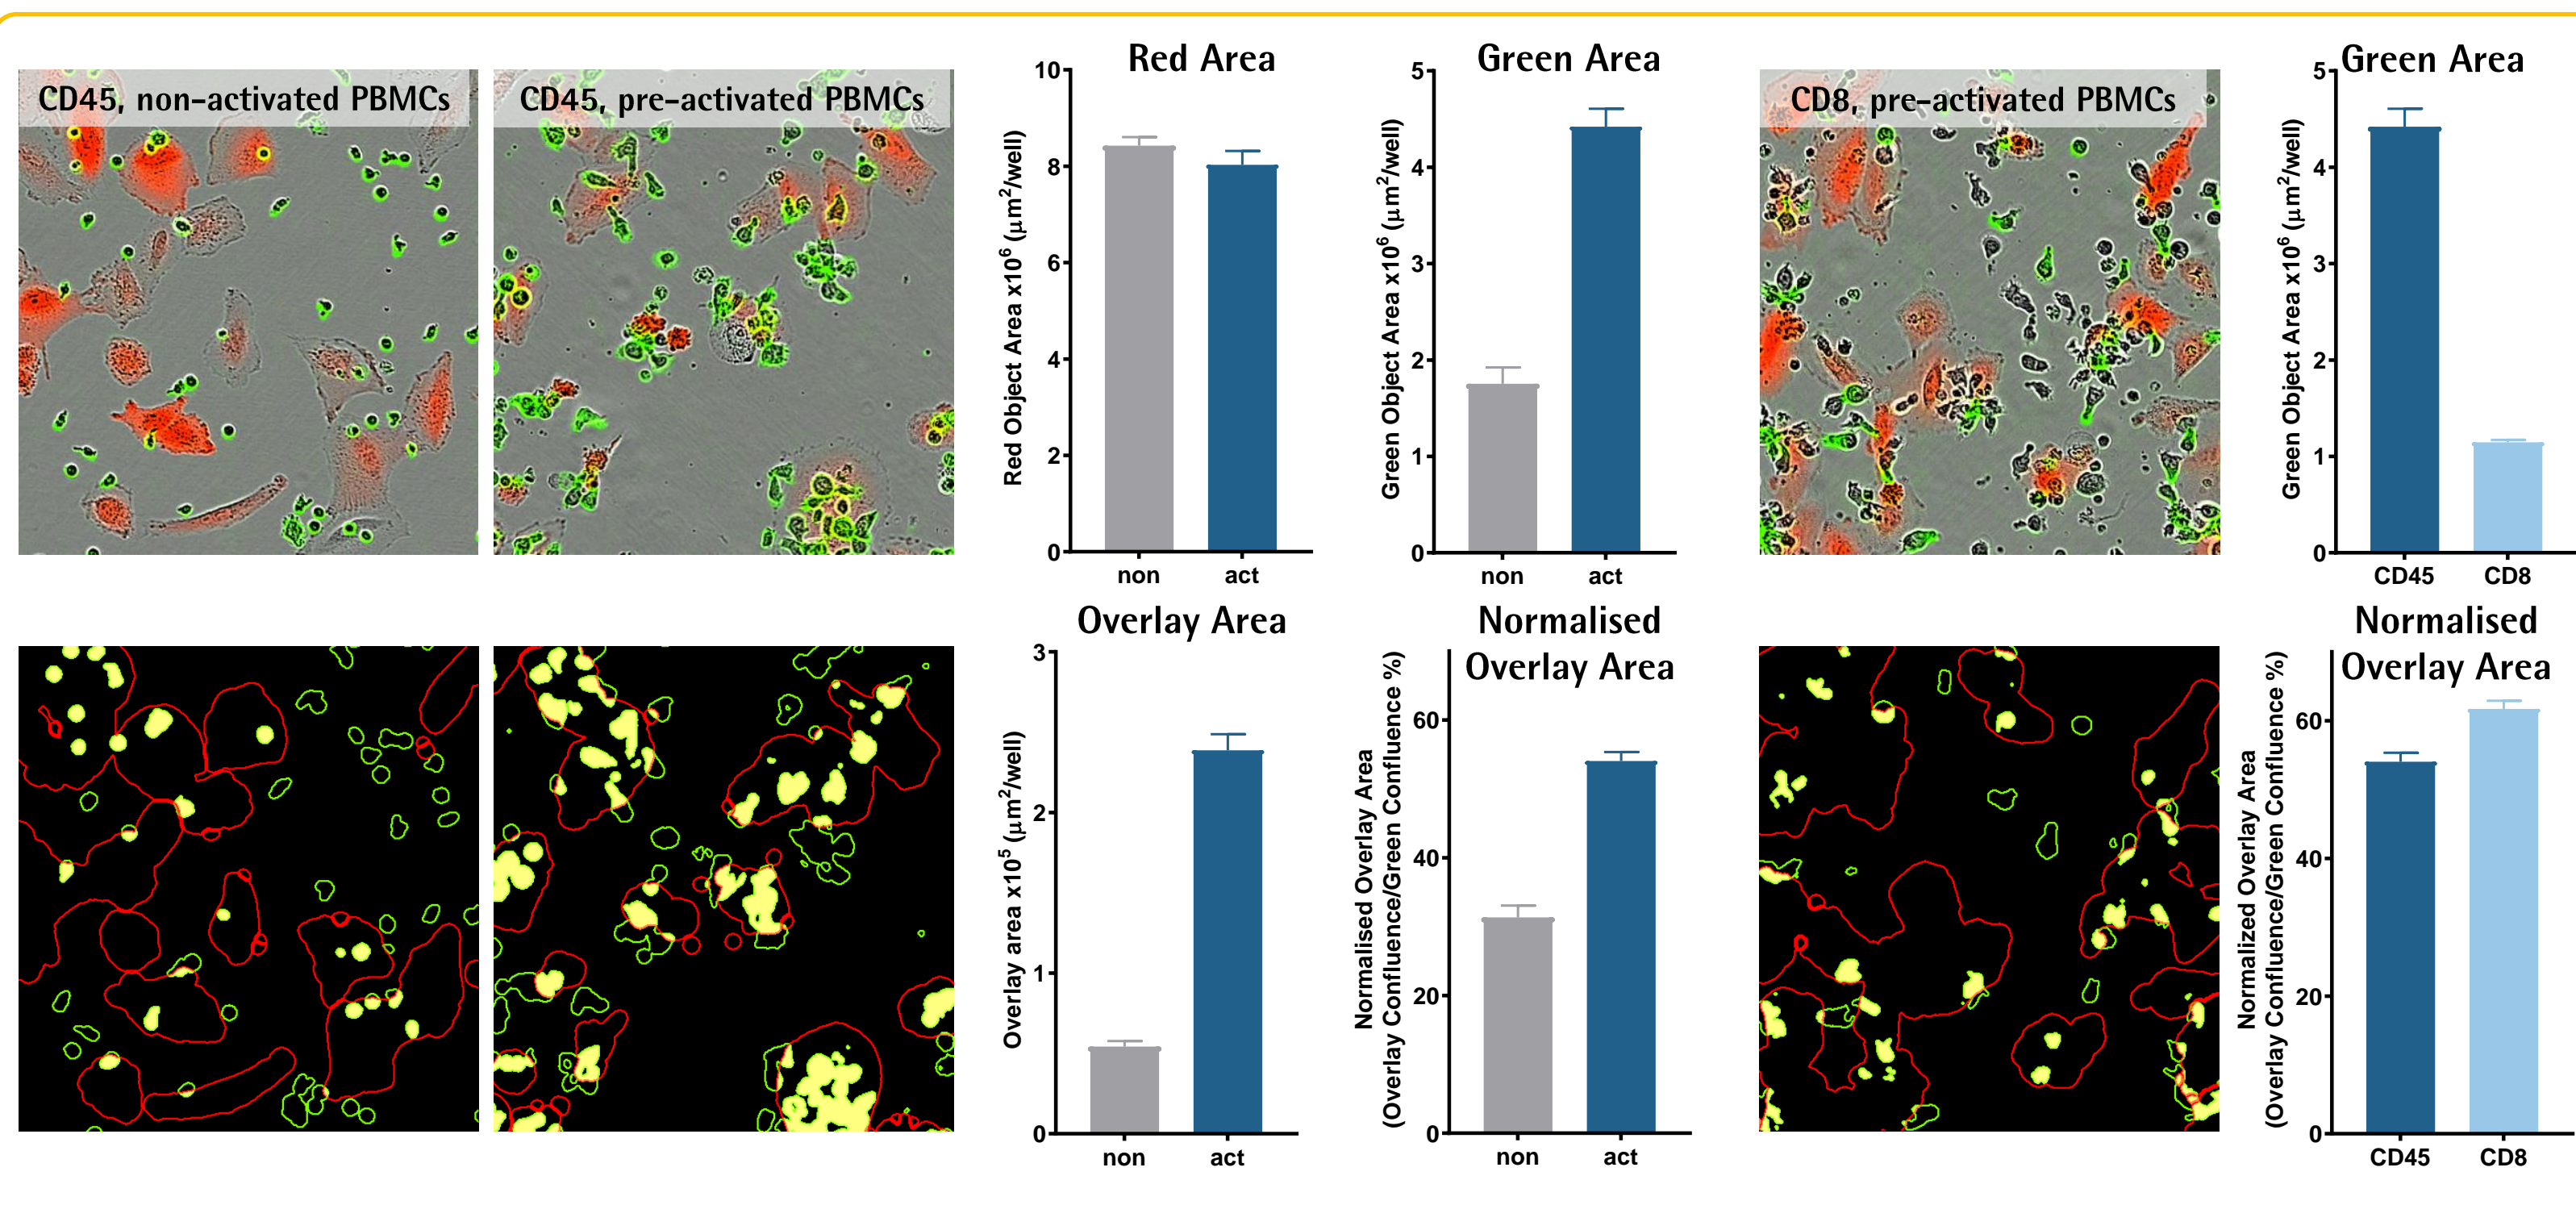 CD45, non-activated PBMCs
CD45, pre-activated PBMCs
Red Area
Red Object Area x10⁶ (µm²/well)
10
8
6
4
2
0
non act
Green Area
Green Object Area x10⁶ (µm²/well)
5
4
3
2
1
0
non act
CD8, pre-activated PBMCs
Green Area
Green Object Area x10⁶ (µm²/well)
5
4
3
2
1
0
CD45 CD8
Overlay Area
Overlay area x10⁵ (µm²/well)
3
2
1
0
non act
Normalised
Overlay Area
Normalised Overlay Area
(Overlay Confluence/Green Confluence %)
60
40
20
0
non act
Normalised
Overlay Area
Normalized Overlay Area
(Overlay Confluence/Green Confluence %)
60
40
20
0
CD45 CD8